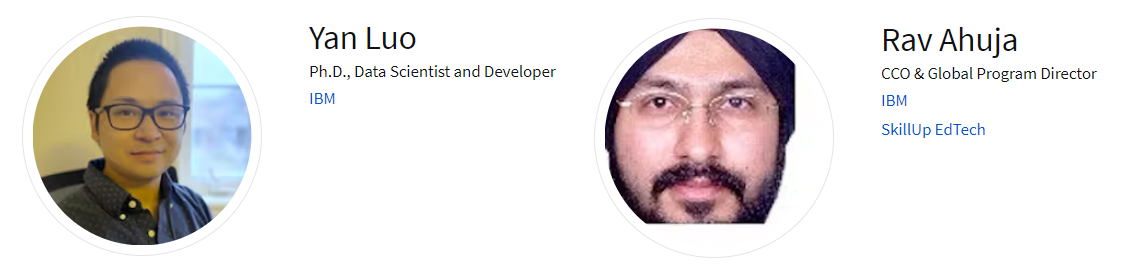 Yan Luo
Ph.D., Data Scientist and Developer
IBM
Rav Ahuja
CCO & Global Program Director
IBM
SkillUp EdTech